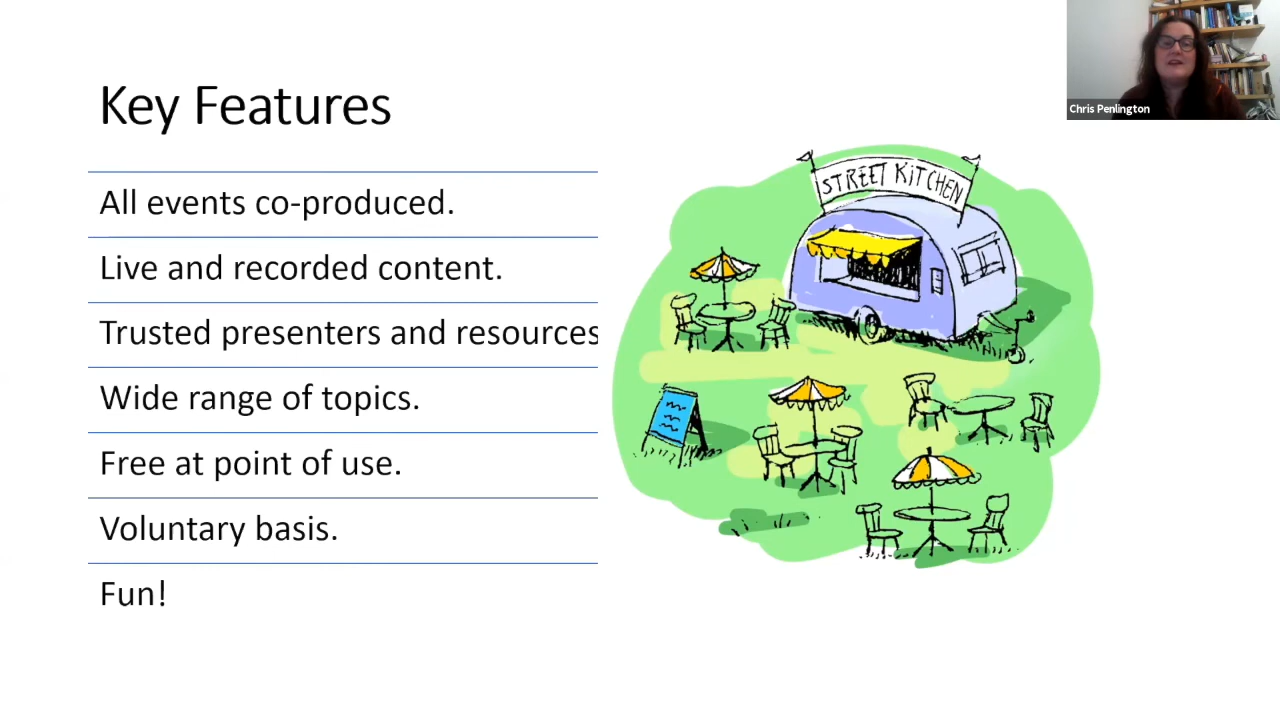 Key Features
All events co-produced.
Live and recorded content.
Trusted presenters and resources
Wide range of topics.
Free at point of use.
Voluntary basis.
Fun!
STREET KITCHEN
Chris Penlington